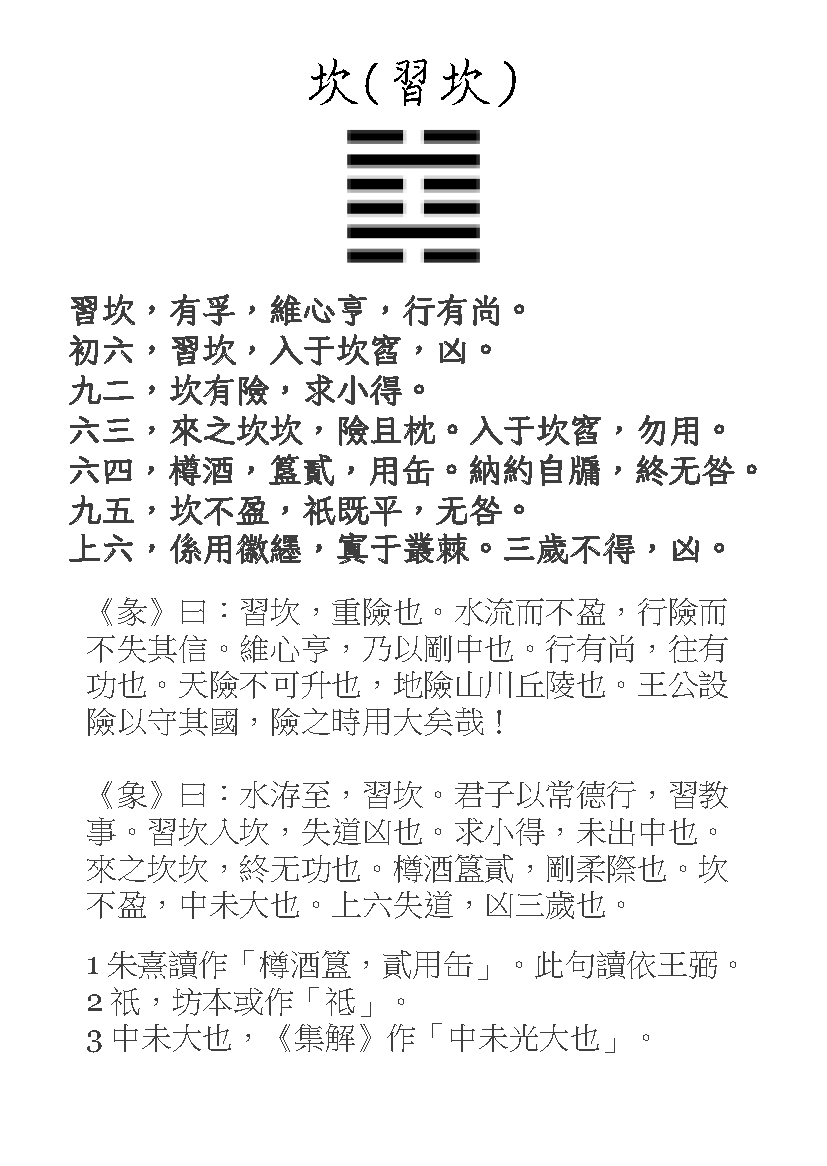 坎(習坎)
習坎，有孚，維心亨，行有尚。
初六，習坎，入于坎窞，凶。
九二，坎有險，求小得。
六三，來之坎坎，險且枕。入于坎窞，勿用。
六四，樽酒，簋貳，用缶。納約自牖，終无咎。
九五，坎不盈，祇既平，无咎。
上六，係用徽纆，寘于叢棘。三歲不得，凶。
《彖》曰：習坎，重險也。水流而不盈，行險而
不失其信。維心亨，乃以剛中也。行有尚，往有
功也。天險不可升也，地險山川丘陵也。王公設
險以守其國，險之時用大矣哉！
《象》曰：水洊至，習坎。君子以常德行，習教
事。習坎入坎，失道凶也。求小得，未出中也。
來之坎坎，終无功也。樽酒簋貳，剛柔際也。坎
不盈，中未大也。上六失道，凶三歲也。
1 朱熹讀作「樽酒簋，貳用缶」。此句讀依王弼。
2 祇，坊本或作「祗」。
3 中未大也，《集解》作「中未光大也」。